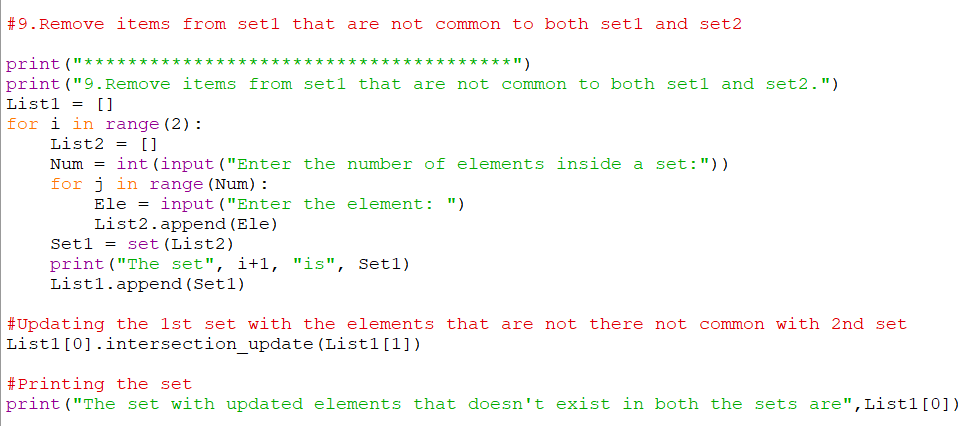 #9.Remove items from set1 that are not common to both set1 and set2
print("***************************************")
print("9.Remove items from set1 that are not common to both set1 and set2.")
List1 = []
for i in range(2):
    List2 = []
    Num = int(input("Enter the number of elements inside a set:"))
    for j in range(Num):
        Ele = input("Enter the element: ")
        List2.append(Ele)
    Set1 = set(List2)
    print("The set", i+1, "is", Set1)
    List1.append(Set1)
#Updating the 1st set with the elements that are not there not common with 2nd set
List1[0].intersection_update(List1[1])
#Printing the set
print("The set with updated elements that doesn't exist in both the sets are",List1[0])